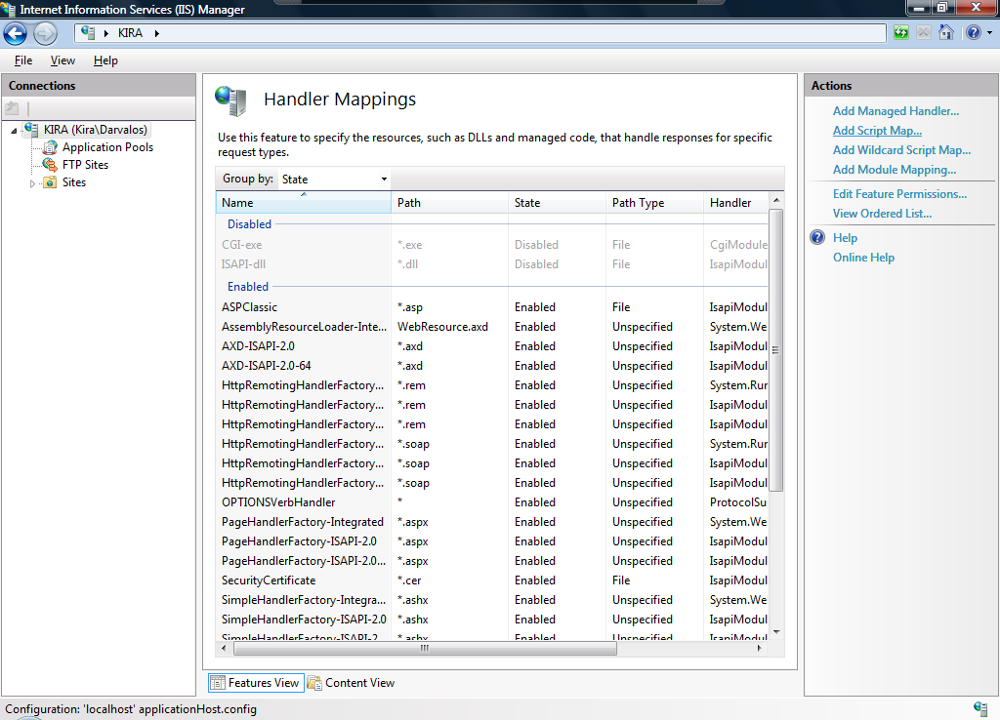 Internet Information Services (IIS) Manager
KIRA
File View Help
Connections
KIRA (Kira\Darvalos)
Application Pools
FTP Sites
Sites
Handler Mappings
Use this feature to specify the resources, such as DLLs and managed code, that handle responses for specific
request types.
Group by: State
Name Path State Path Type Handler
Disabled
CGI-exe *.exe Disabled File CgiModule
ISAPI-dll *.dll Disabled File IsapiModul
Enabled
ASPClassic *.asp Enabled File IsapiModul
AssemblyResourceLoader-Inte... WebResource.axd Enabled Unspecified System.We
AXD-ISAPI-2.0 *.axd Enabled Unspecified IsapiModul
AXD-ISAPI-2.0-64 *.axd Enabled Unspecified IsapiModul
HttpRemotingHandlerFactory... *.rem Enabled Unspecified System.Rur
HttpRemotingHandlerFactory... *.rem Enabled Unspecified IsapiModul
HttpRemotingHandlerFactory... *.rem Enabled Unspecified IsapiModul
HttpRemotingHandlerFactory... *.soap Enabled Unspecified System.Rur
HttpRemotingHandlerFactory... *.soap Enabled Unspecified IsapiModul
HttpRemotingHandlerFactory... *.soap Enabled Unspecified IsapiModul
OPTIONSVerbHandler * Enabled Unspecified ProtocolSu
PageHandlerFactory-Integrated *.aspx Enabled Unspecified System.We
PageHandlerFactory-ISAPI-2.0 *.aspx Enabled Unspecified IsapiModul
PageHandlerFactory-ISAPI-2.0... *.aspx Enabled Unspecified IsapiModul
SecurityCertificate *.cer Enabled File IsapiModul
SimpleHandlerFactory-Integra... *.ashx Enabled Unspecified System.We
SimpleHandlerFactory-ISAPI-2.0 *.ashx Enabled Unspecified IsapiModul
SimpleHandlerFactory-ISAPI-2... *.ashx Enabled Unspecified IsapiModul
Features View Content View
Actions
Add Managed Handler...
Add Script Map...
Add Wildcard Script Map...
Add Module Mapping...
Edit Feature Permissions...
View Ordered List...
Help
Online Help
Configuration: 'localhost' applicationHost.config